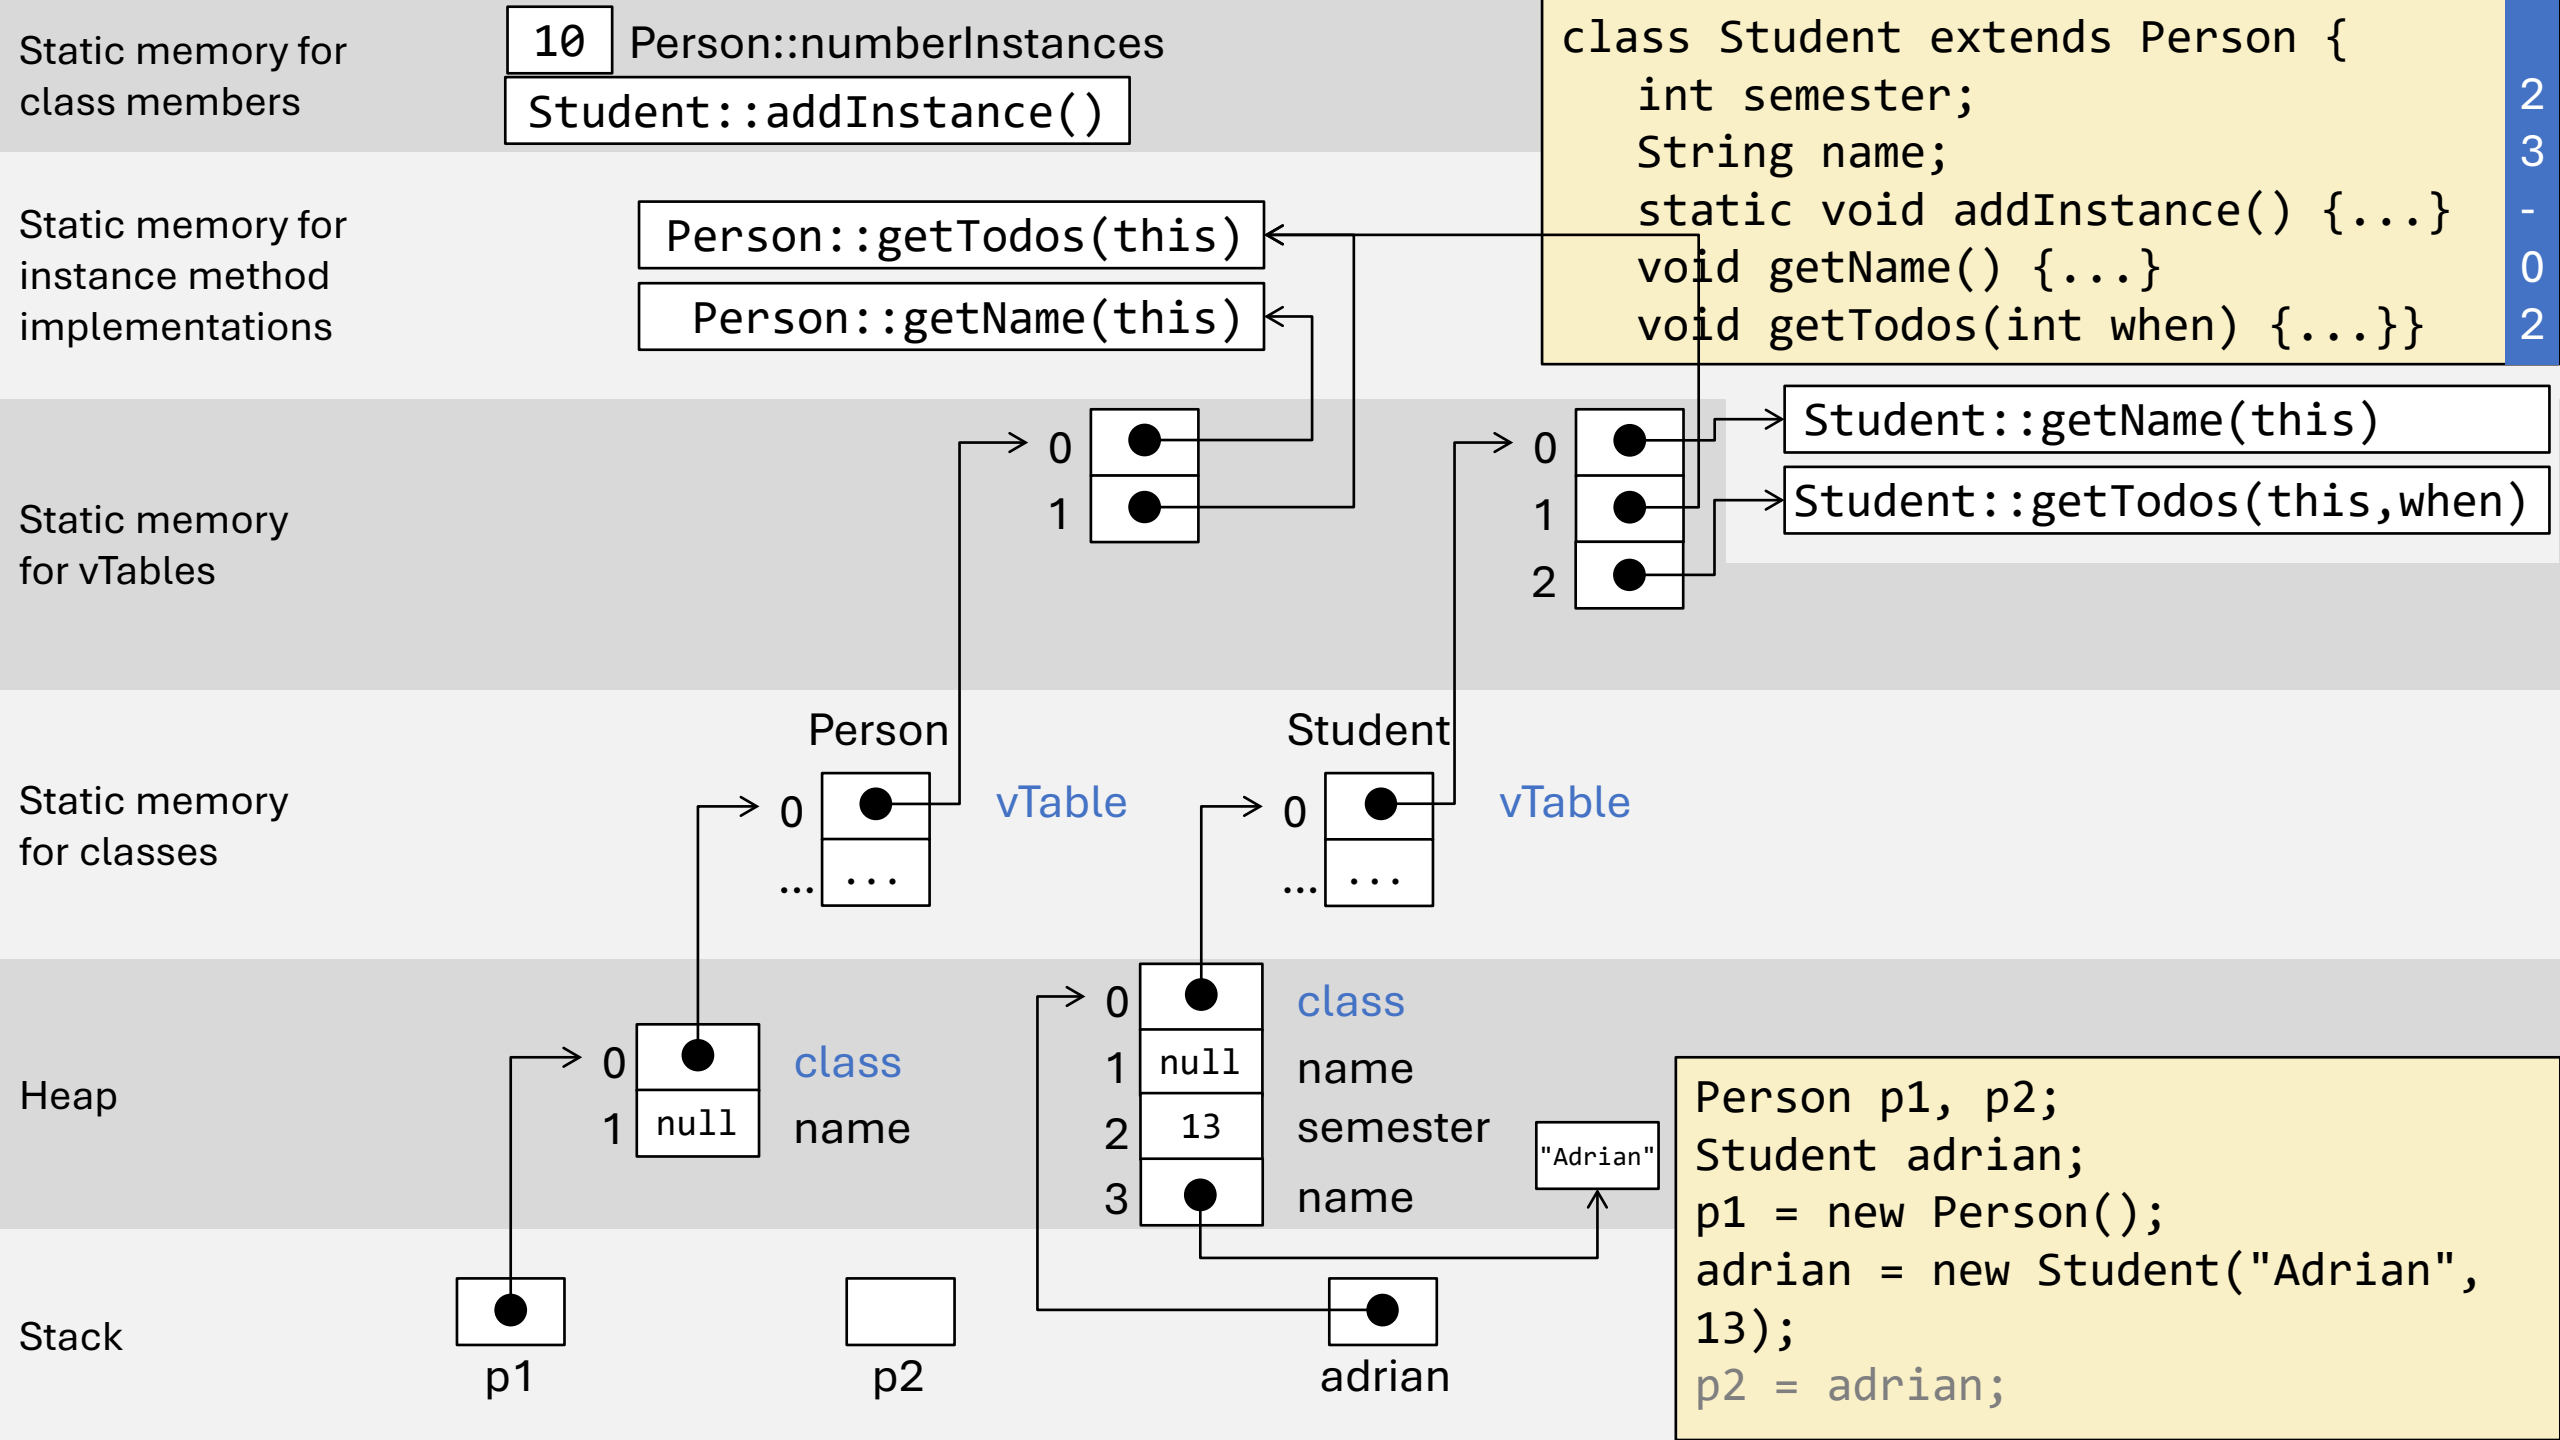 Static memory for
class members
10
Person::numberInstances
Student::addInstance()
class Student extends Person {
int semester;
2
String name;
3
static void addInstance() {...}
-
void getName() {...}
0
void getTodos(int when) {...}}
2
Static memory for
instance method
implementations
Person::getTodos(this)
Person::getName(this)
Static memory
for vTables
0
1
0
1
2
Student::getName(this)
Student::getTodos(this,when)
Static memory
for classes
Person
0
vTable
...
...
Student
0
vTable
...
...
Heap
0
class
1
null
name
0
class
1
null
name
2
13
semester
3
name
"Adrian"
Stack
p1
p2
adrian
Person p1, p2;
Student adrian;
p1 = new Person();
adrian = new Student("Adrian",
13);
p2 = adrian;